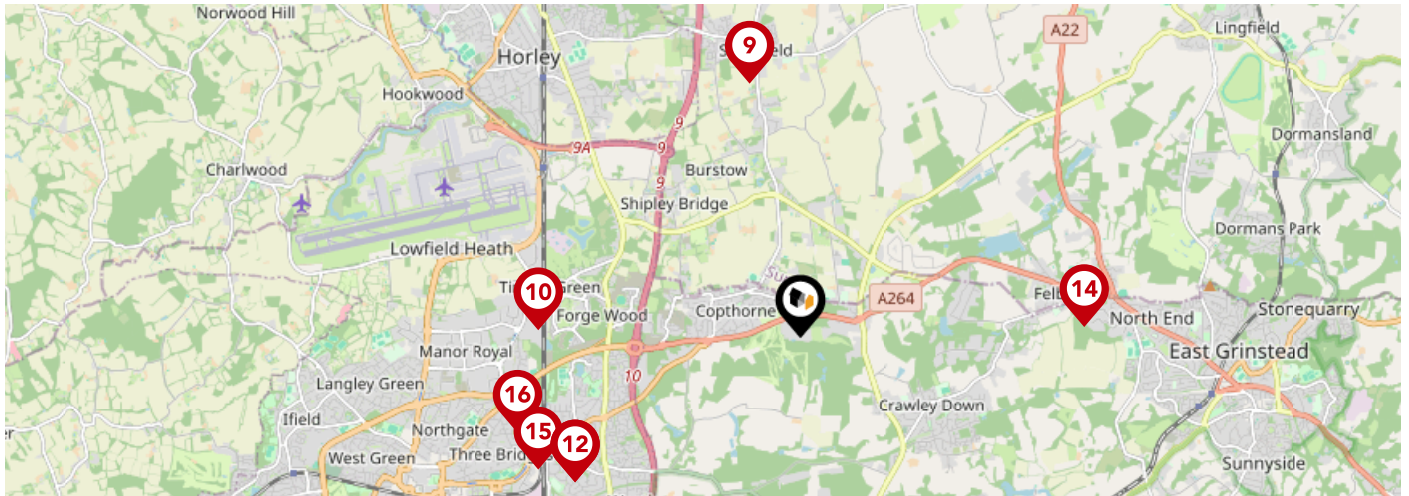 Norwood Hill
A22
Lingfield
9
Horley
Hookwood
9
Dormansland
9A
9
Charlwood
Burstow
9
Shipley Bridge
Dormans Park
Lowfield Heath
10
Green
A264
14
Copthorne
Forge Wood
North End
Storequarry
Manor Royal
East Grinstead
10
Langley Green
16
Crawley Down
Ifield
Northgate
15
12
West Green
Three
Sunnyside